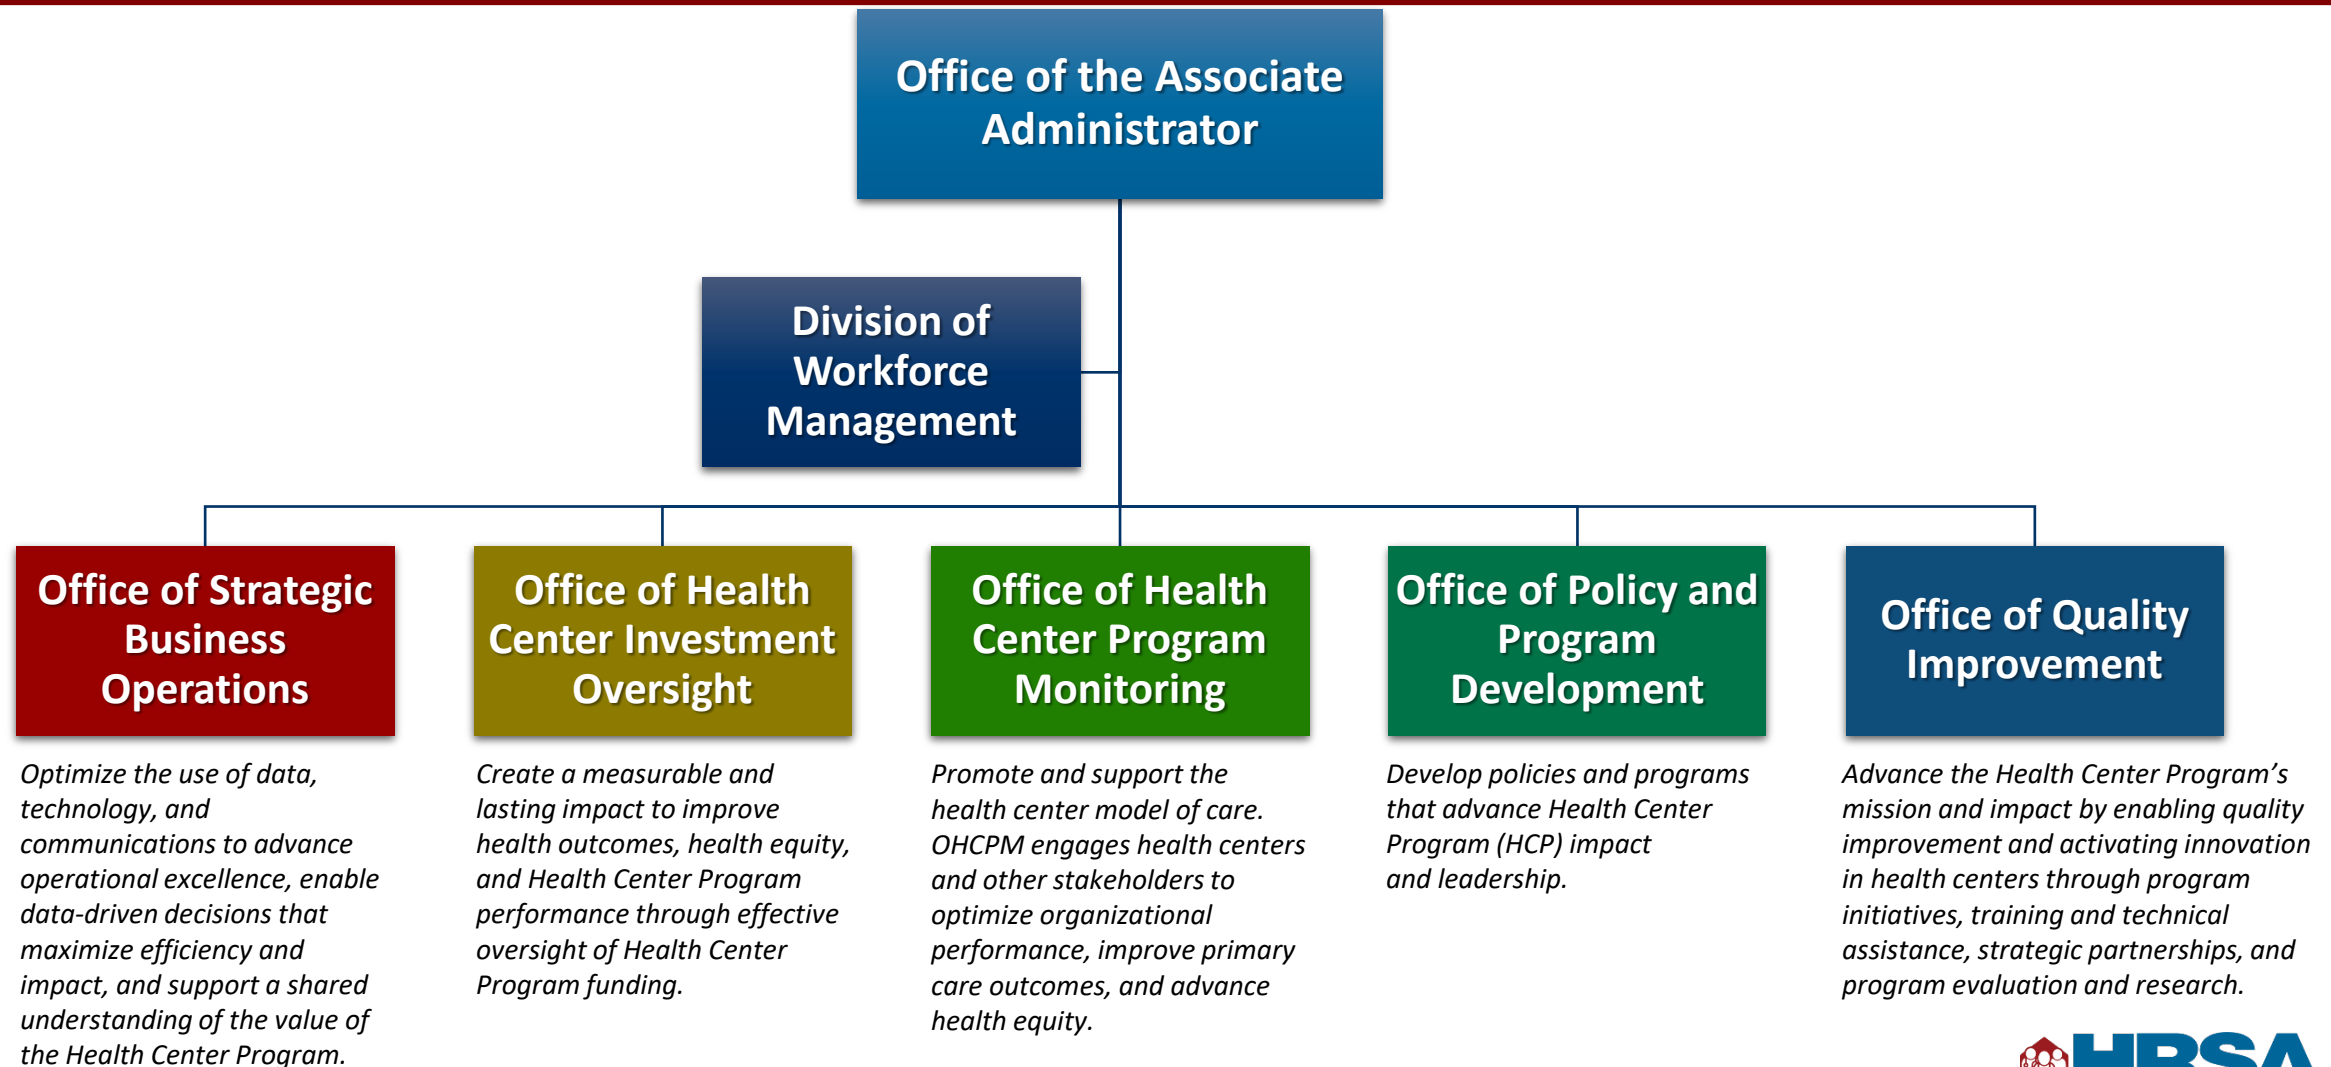 Office of the Associate
Administrator
Division of
Workforce
Management
Office of Strategic
Business
Operations
Optimize the use of data,
technology, and
communications to advance
operational excellence, enable
data-driven decisions that
maximize efficiency and
impact, and support a shared
understanding of the value of
the Health Center Program.
Office of Health
Center Investment
Oversight
Create a measurable and
lasting impact to improve
health outcomes, health equity,
and Health Center Program
performance through effective
oversight of Health Center
Program funding.
Office of Health
Center Program
Monitoring
Promote and support the
health center model of care.
OHCPM engages health centers
and other stakeholders to
optimize organizational
performance, improve primary
care outcomes, and advance
health equity.
Office of Policy and
Program
Development
Develop policies and programs
that advance Health Center
Program (HCP) impact
and leadership.
Office of Quality
Improvement
Advance the Health Center Program’s
mission and impact by enabling quality
improvement and activating innovation
in health centers through program
initiatives, training and technical
assistance, strategic partnerships, and
program evaluation and research.
HRSA